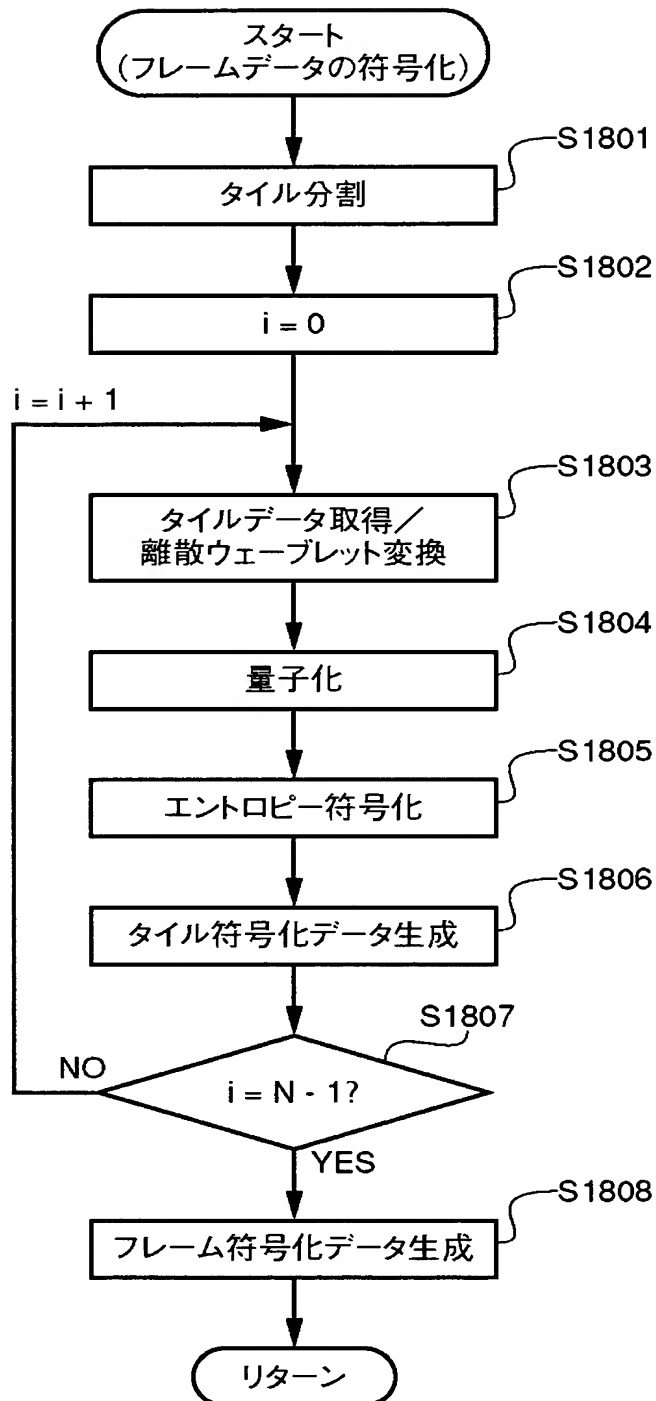 スタート
(フレームデータの符号化)
S1801
タイル分割
S1802
i = 0
i = i + 1
S1803
タイルデータ取得／
離散ウェーブレット変換
S1804
量子化
S1805
エントロピー符号化
S1806
タイル符号化データ生成
S1807
NO
i = N - 1?
YES
S1808
フレーム符号化データ生成
リターン